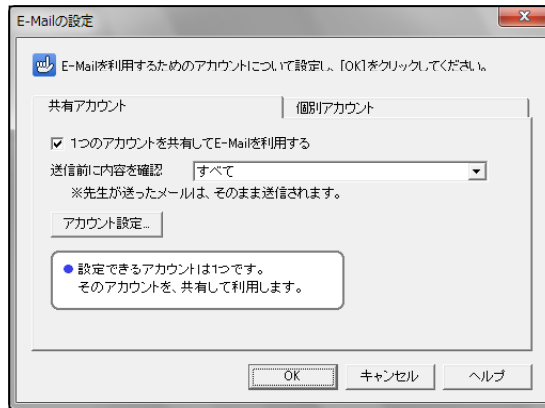 E-Mailの設定
E-Mailを利用するためのアカウントについて設定し、[OK]をクリックしてください。
共有アカウント
個別アカウント
1つのアカウントを共有してE-Mailを利用する
送信前に内容を確認 すべて
※先生が送ったメールは、そのまま送信されます。
アカウント設定...
● 設定できるアカウントは1つです。
そのアカウントを、共有して利用します。
OK キャンセル ヘルプ